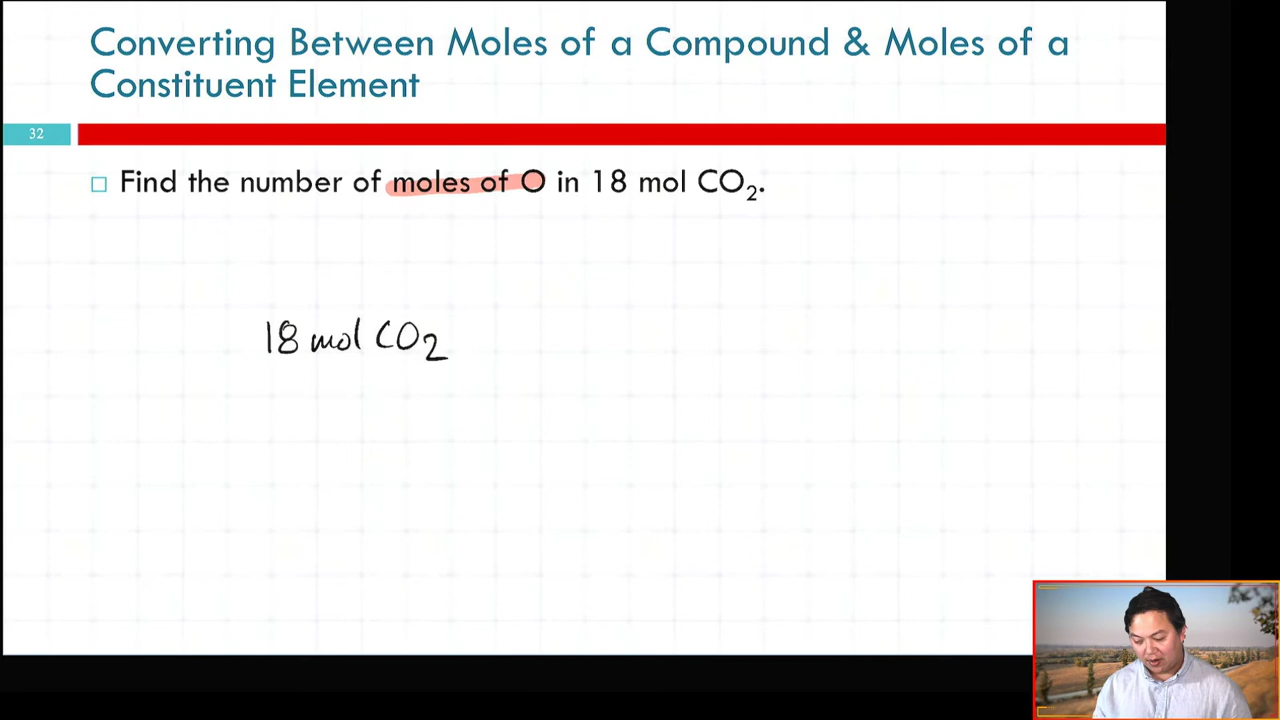 Converting Between Moles of a Compound & Moles of a
Constituent Element
32
Find the number of moles of O in 18 mol CO₂.
18 mol CO₂